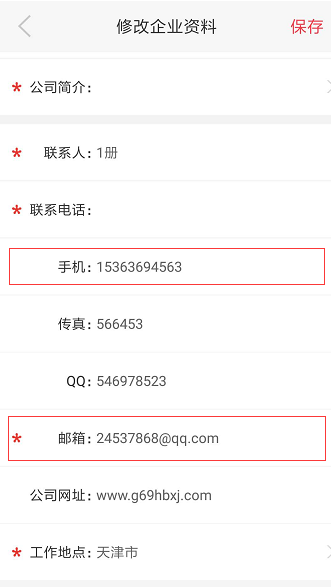 修改企业资料 保存
* 公司简介：
* 联系人：1册
* 联系电话：
手机：15363694563
传真：566453
QQ：546978523
* 邮箱：24537868@qq.com
公司网址：www.g69hbxj.com
* 工作地点：天津市